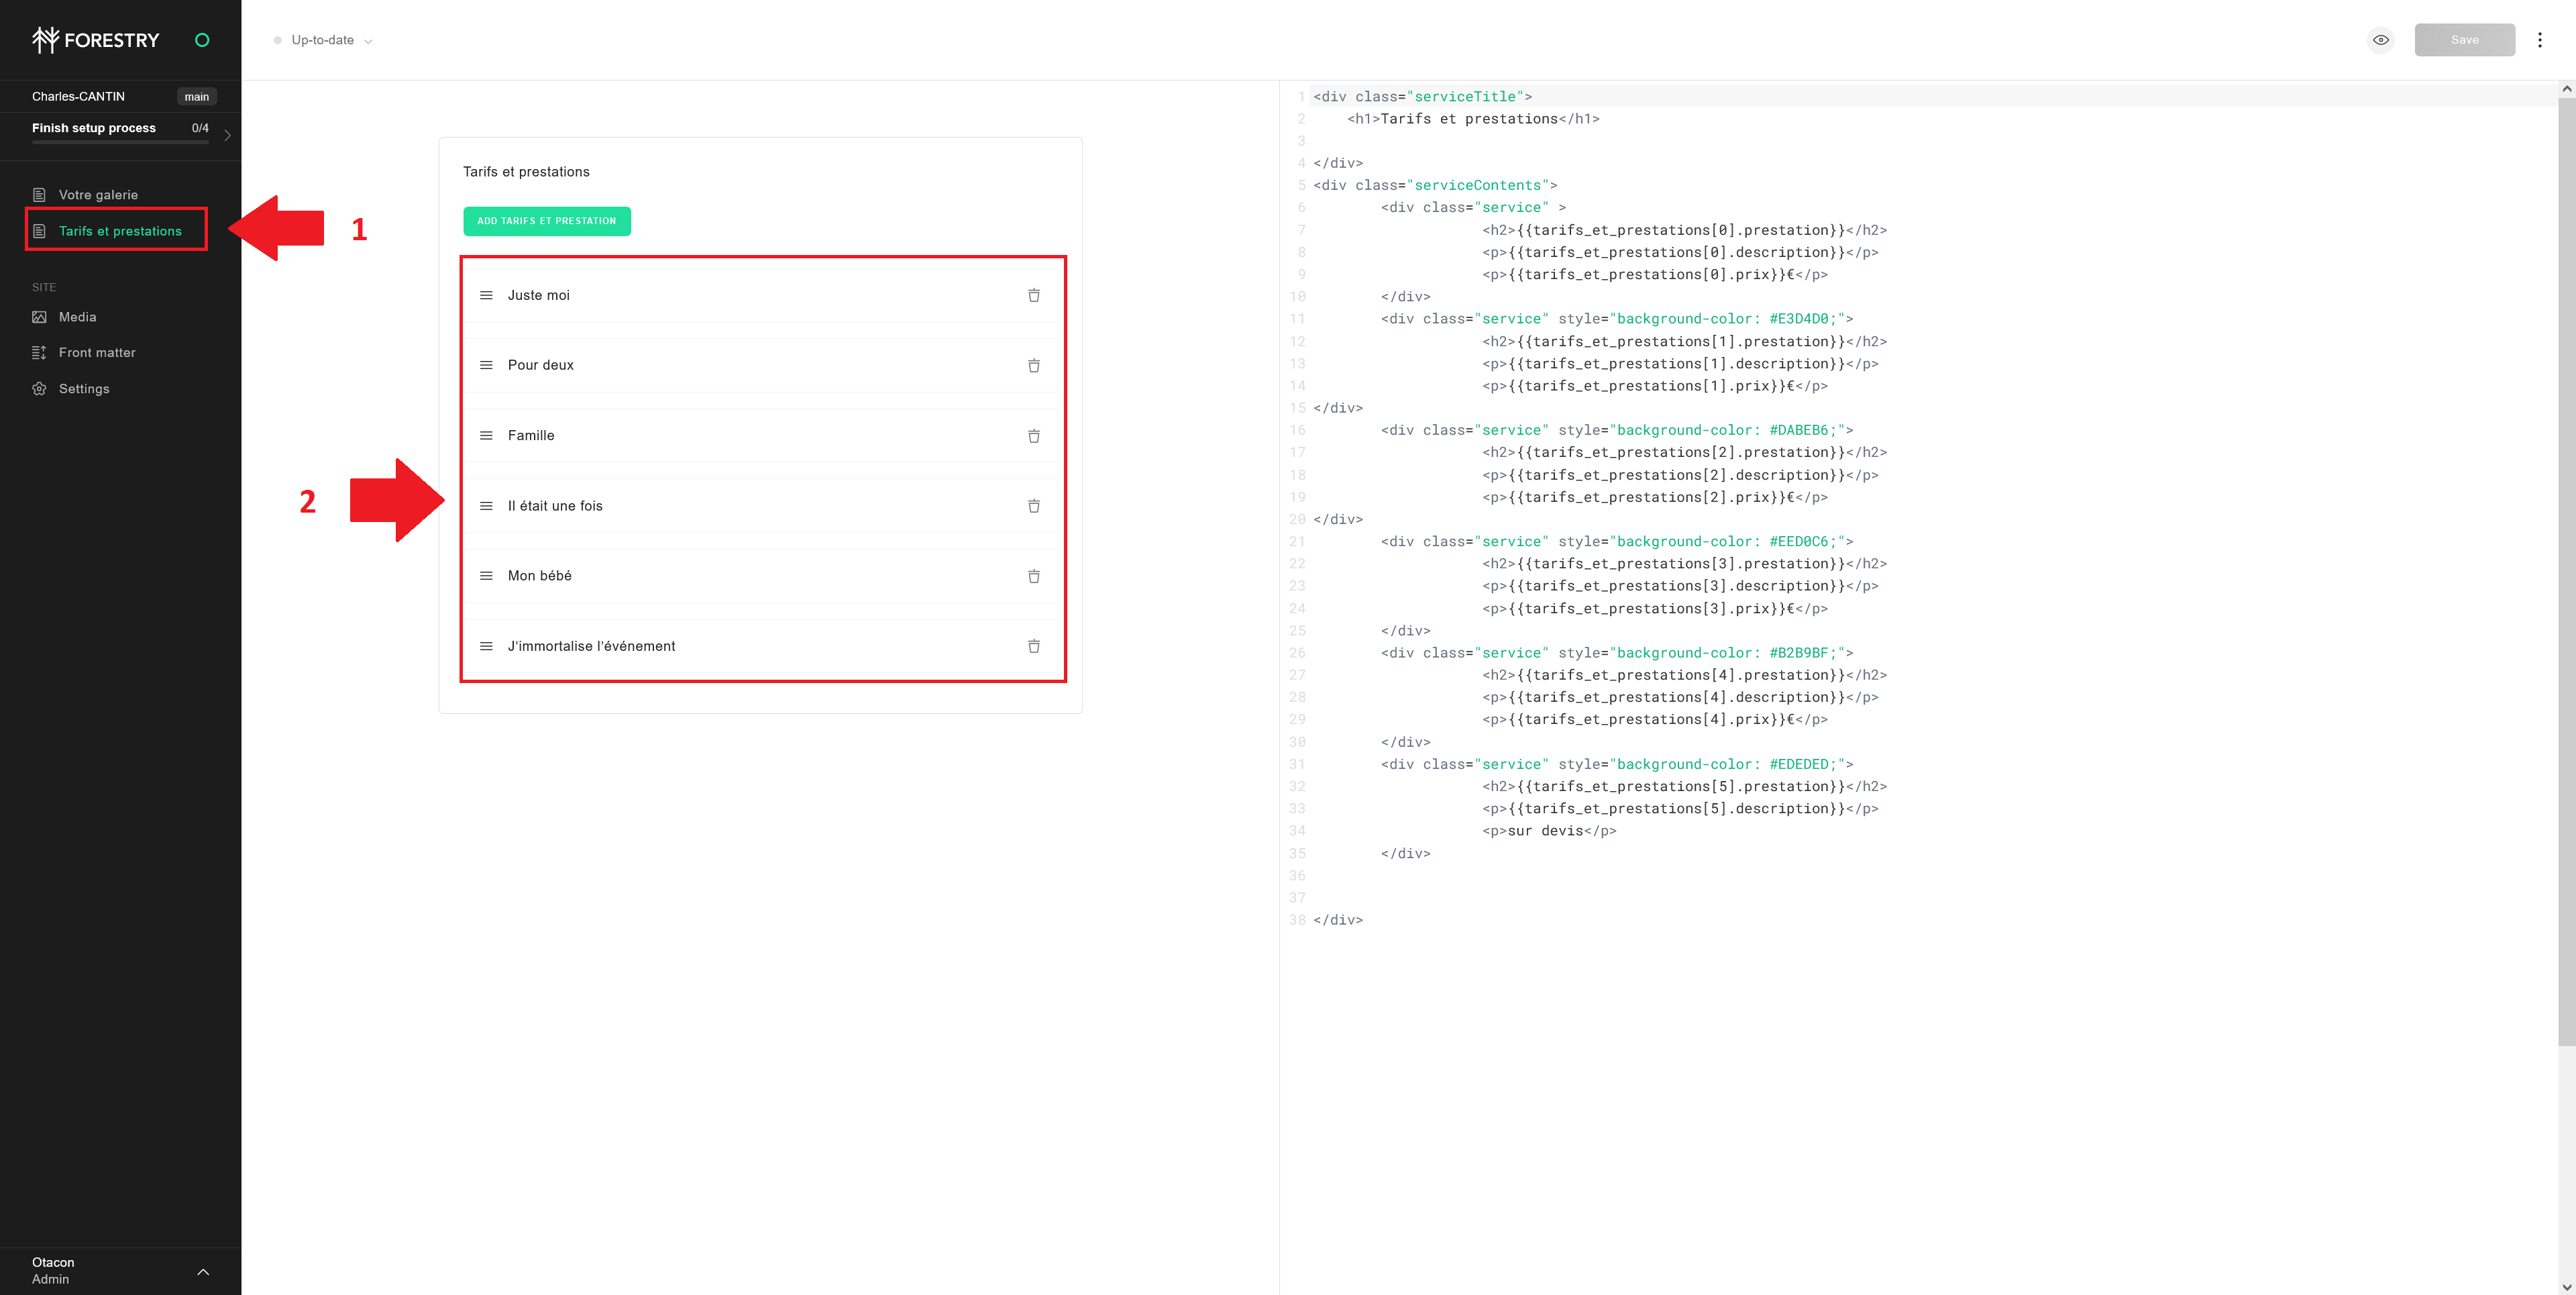 FORESTRY
Charles-CANTIN main
Finish setup process 0/4
Votre galerie
Tarifs et prestations
SITE
Media
Front matter
Settings
Otacon
Admin
1
2
Up-to-date
Save
Tarifs et prestations
ADD TARIFS ET PRESTATION
Juste moi
Pour deux
Famille
Il était une fois
Mon bébé
J'immortalise l'événement
1 <div class="serviceTitle">
2 <h1>Tarifs et prestations</h1>
3
4 </div>
5 <div class="serviceContents">
6 <div class="service" >
7 <h2>{{tarifs_et_prestations[0].prestation}}</h2>
8 <p>{{tarifs_et_prestations[0].description}}</p>
9 <p>{{tarifs_et_prestations[0].prix}}€</p>
10 </div>
11 <div class="service" style="background-color: #E3D4D0;">
12 <h2>{{tarifs_et_prestations[1].prestation}}</h2>
13 <p>{{tarifs_et_prestations[1].description}}</p>
14 <p>{{tarifs_et_prestations[1].prix}}€</p>
15 </div>
16 <div class="service" style="background-color: #DABEB6;">
17 <h2>{{tarifs_et_prestations[2].prestation}}</h2>
18 <p>{{tarifs_et_prestations[2].description}}</p>
19 <p>{{tarifs_et_prestations[2].prix}}€</p>
20 </div>
21 <div class="service" style="background-color: #EED0C6;">
22 <h2>{{tarifs_et_prestations[3].prestation}}</h2>
23 <p>{{tarifs_et_prestations[3].description}}</p>
24 <p>{{tarifs_et_prestations[3].prix}}€</p>
25 </div>
26 <div class="service" style="background-color: #B2B9BF;">
27 <h2>{{tarifs_et_prestations[4].prestation}}</h2>
28 <p>{{tarifs_et_prestations[4].description}}</p>
29 <p>{{tarifs_et_prestations[4].prix}}€</p>
30 </div>
31 <div class="service" style="background-color: #EDEDED;">
32 <h2>{{tarifs_et_prestations[5].prestation}}</h2>
33 <p>{{tarifs_et_prestations[5].description}}</p>
34 <p>sur devis</p>
35 </div>
36
37
38 </div>